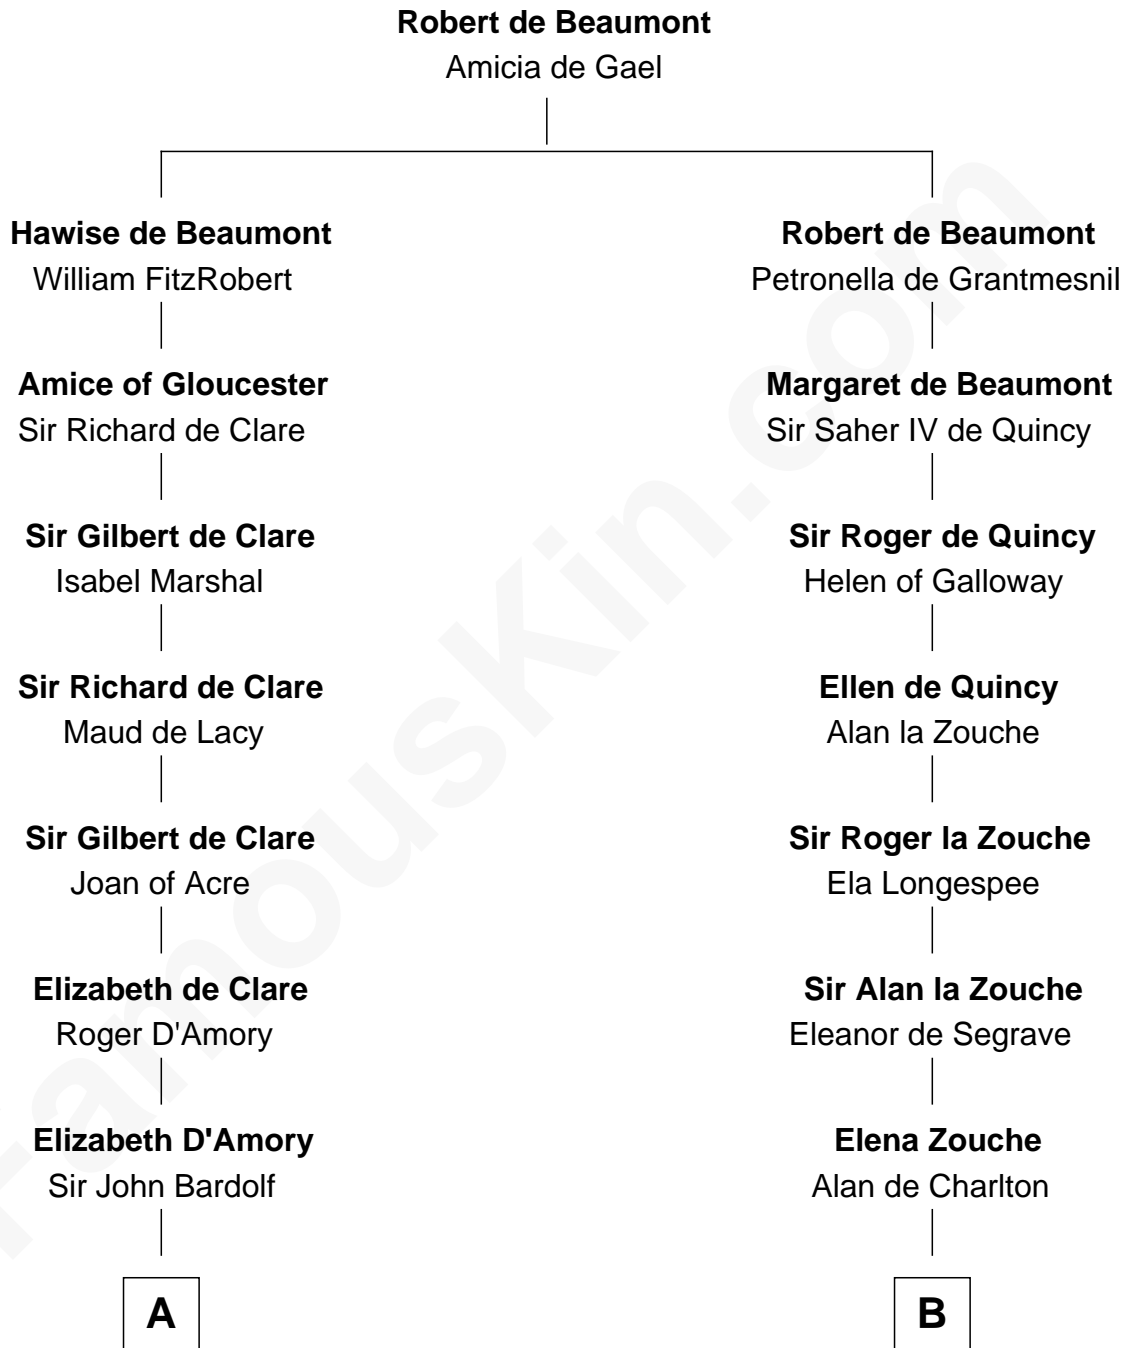 Robert de Beaumont
Amicia de Gael
Hawise de Beaumont
William FitzRobert
Robert de Beaumont
Petronella de Grantmesnil
Amice of Gloucester
Sir Richard de Clare
Margaret de Beaumont
Sir Saher IV de Quincy
Sir Gilbert de Clare
Isabel Marshal
Sir Roger de Quincy
Helen of Galloway
Sir Richard de Clare
Maud de Lacy
Ellen de Quincy
Alan la Zouche
Sir Gilbert de Clare
Joan of Acre
Sir Roger la Zouche
Ela Longespee
Elizabeth de Clare
Roger D'Amory
Sir Alan la Zouche
Eleanor de Segrave
Elizabeth D'Amory
Sir John Bardolf
Elena Zouche
Alan de Charlton
A
B
FamousKin.com